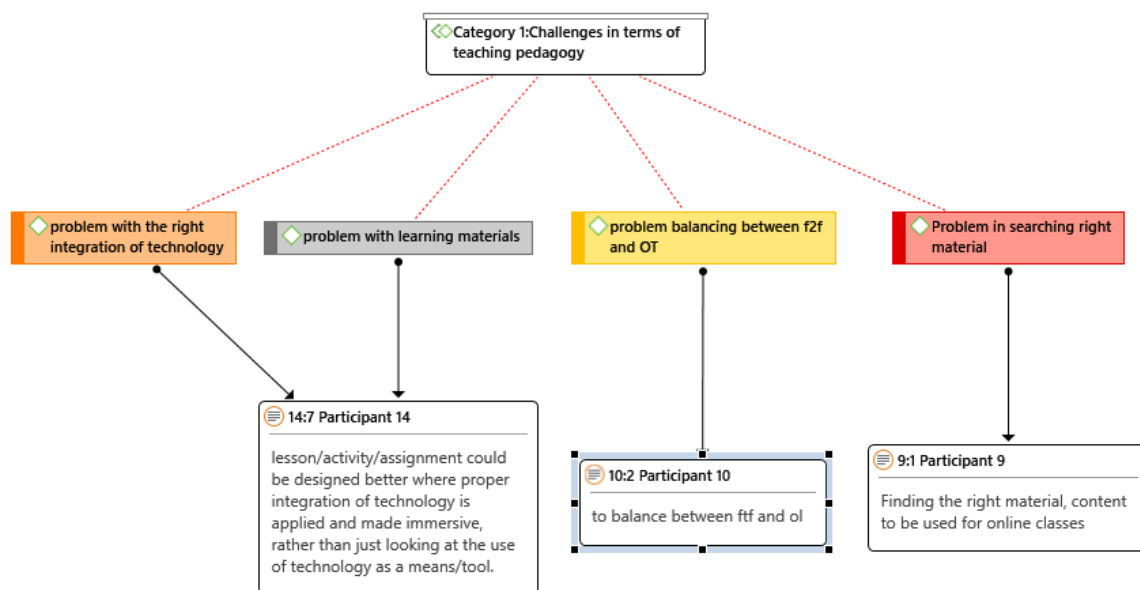 Category 1:Challenges in terms of
teaching pedagogy
problem with the right
integration of technology
problem with learning materials
problem balancing between f2f
and OT
Problem in searching right
material
14:7 Participant 14
lesson/activity/assignment could
be designed better where proper
integration of technology is
applied and made immersive,
rather than just looking at the use
of technology as a means/tool.
10:2 Participant 10
to balance between ftf and ol
9:1 Participant 9
Finding the right material, content
to be used for online classes